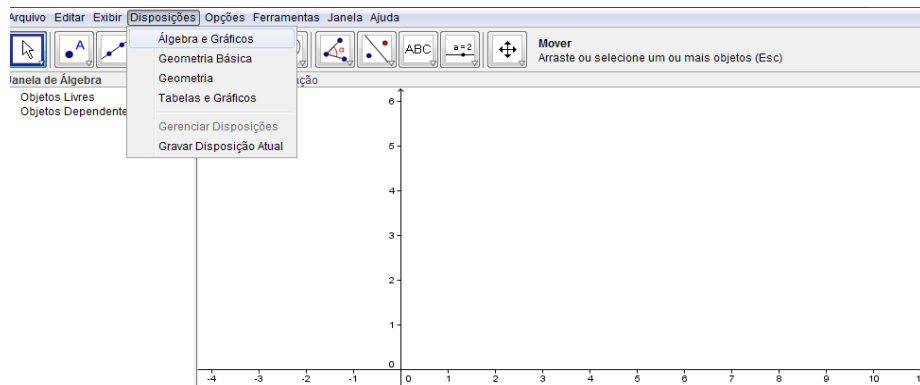 Arquivo Editar Exibir Disposições Opções Ferramentas Janela Ajuda
Álgebra e Gráficos
Geometria Básica
Geometria
Tabelas e Gráficos
Gerenciar Disposições
Gravar Disposição Atual
A
α
ABC
a=2
Mover
Arraste ou selecione um ou mais objetos (Esc)
Janela de Álgebra
ção
Objetos Livres
Objetos Dependente
6
5
4
3
2
1
0
-4 -3 -2 -1 0 1 2 3 4 5 6 7 8 9 10